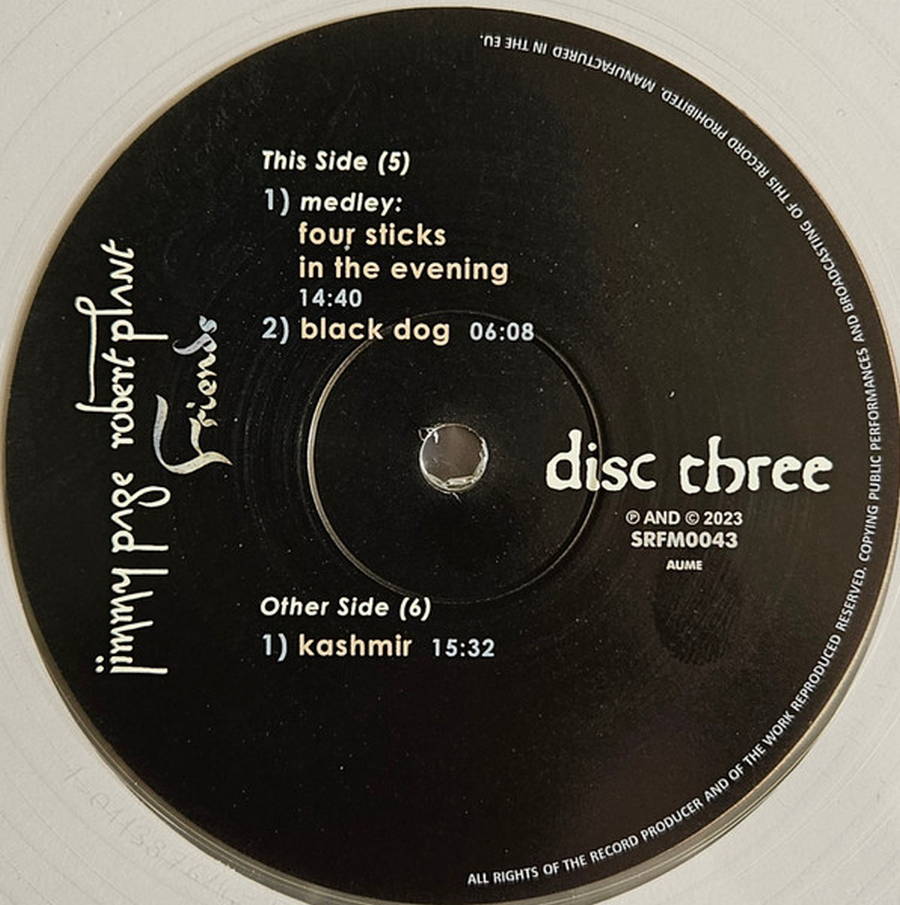 jimmy page robert plant
Friends
This Side (5)
1) medley:
four sticks
in the evening
14:40
2) black dog 06:08
disc three
℗ AND © 2023
SRFM0043
AUME
Other Side (6)
1) kashmir 15:32
ALL RIGHTS OF THE RECORD PRODUCER AND OF THE WORK REPRODUCED RESERVED. COPYING PUBLIC PERFORMANCES AND BROADCASTING OF THIS RECORD PROHIBITED. MANUFACTURED IN THE EU.